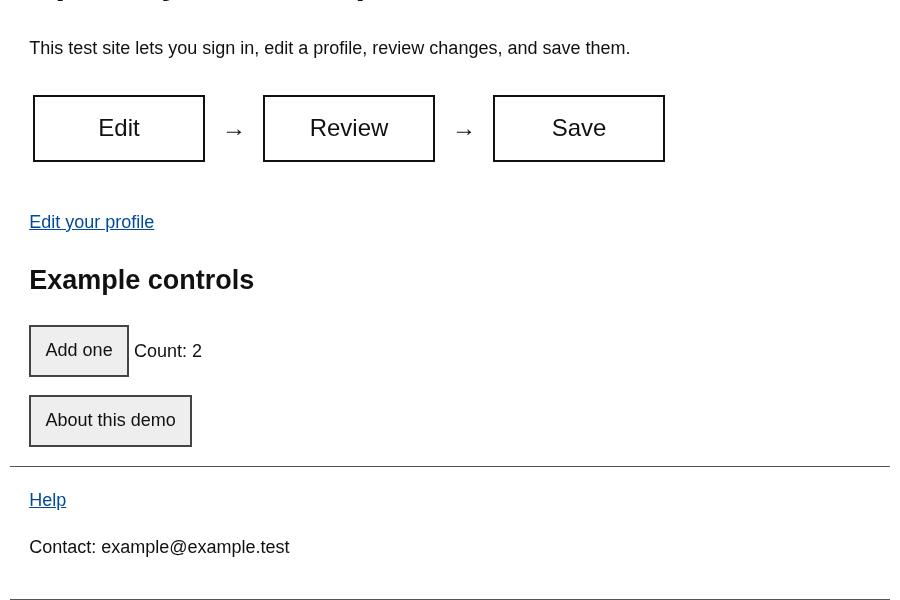 This test site lets you sign in, edit a profile, review changes, and save them.
Edit → Review → Save
Edit your profile
Example controls
Add one Count: 2
About this demo
Help
Contact: example@example.test